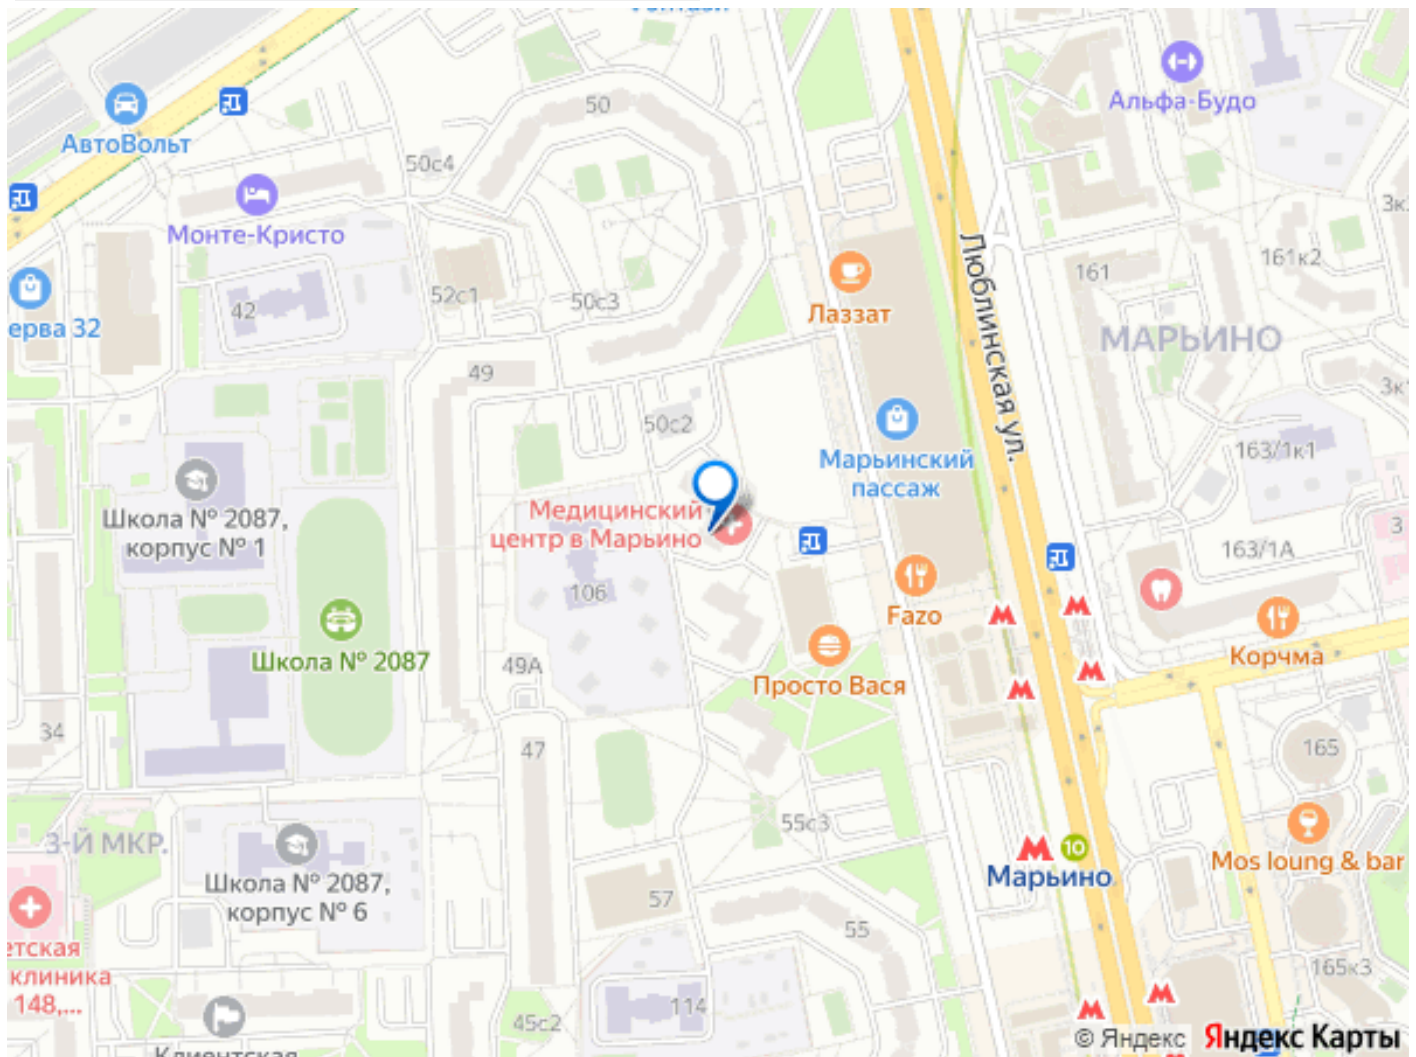 АвтоВольт
50
50с4
Альфа-Будо
Монте-Кристо
42
52с1
50с3
ерва 32
Лаззат
Люблинская ул.
161
161к2
МАРЬИНО
49
50с2
Марьинский
пассаж
163/1к1
Школа № 2087,
корпус № 1
Медицинский
центр в Марьино
106
163/1А
3
Fazo
Корчма
Школа № 2087
49А
Просто Вася
34
47
165
3-Й МКР.
55с3
10
Марьино
Mos loung & bar
Школа № 2087,
корпус № 6
57
55
етская
клиника
148,...
114
45с2
165к3
© Яндекс Яндекс Карты